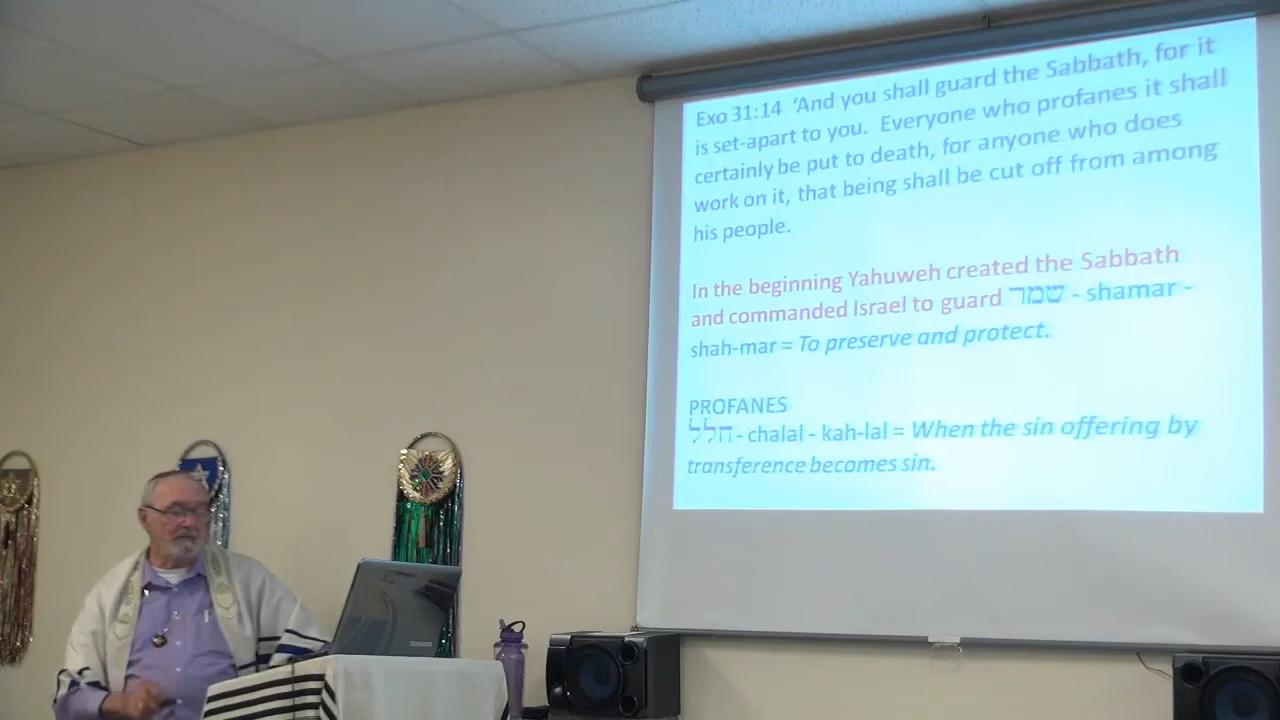 Exo 31:14 'And you shall guard the Sabbath, for it
is set-apart to you. Everyone who profanes it shall
certainly be put to death, for anyone who does
work on it, that being shall be cut off from among
his people.
In the beginning Yahuweh created the Sabbath
and commanded Israel to guard שמר - shamar -
shah-mar = To preserve and protect.
PROFANES
חלל - chalal - kah-lal = When the sin offering by
transference becomes sin.